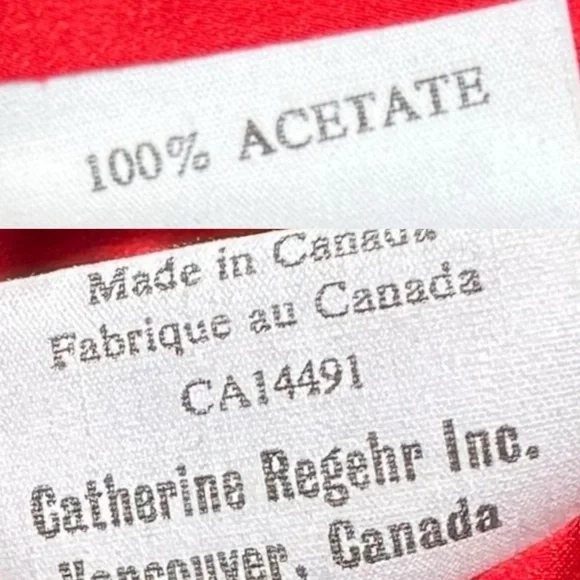 100% ACETATE
Made in Canada
Fabrique au Canada
CA14491
Catherine Regehr Inc.
Vancouver, Canada